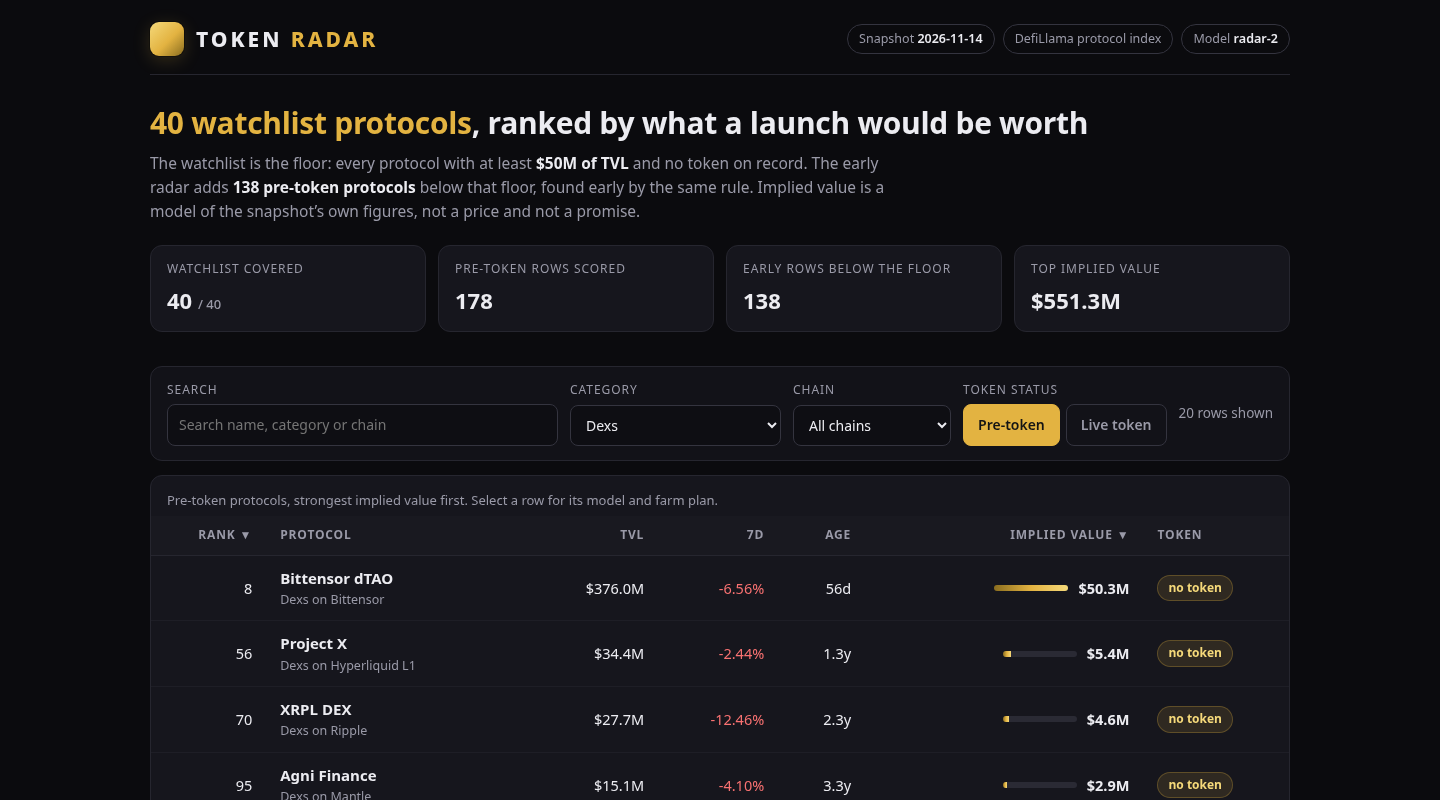 TOKEN RADAR
Snapshot 2026-11-14
DefiLlama protocol index
Model radar-2
40 watchlist protocols, ranked by what a launch would be worth
The watchlist is the floor: every protocol with at least $50M of TVL and no token on record. The early
radar adds 138 pre-token protocols below that floor, found early by the same rule. Implied value is a
model of the snapshot’s own figures, not a price and not a promise.
WATCHLIST COVERED
40 / 40
PRE-TOKEN ROWS SCORED
178
EARLY ROWS BELOW THE FLOOR
138
TOP IMPLIED VALUE
$551.3M
SEARCH
Search name, category or chain
CATEGORY
Dexs
CHAIN
All chains
TOKEN STATUS
Pre-token
Live token
20 rows shown
Pre-token protocols, strongest implied value first. Select a row for its model and farm plan.
RANK ▼ PROTOCOL TVL 7D AGE IMPLIED VALUE ▼ TOKEN
8 Bittensor dTAO $376.0M -6.56% 56d $50.3M no token
Dexs on Bittensor
56 Project X $34.4M -2.44% 1.3y $5.4M no token
Dexs on Hyperliquid L1
70 XRPL DEX $27.7M -12.46% 2.3y $4.6M no token
Dexs on Ripple
95 Agni Finance $15.1M -4.10% 3.3y $2.9M no token
Dexs on Mantle